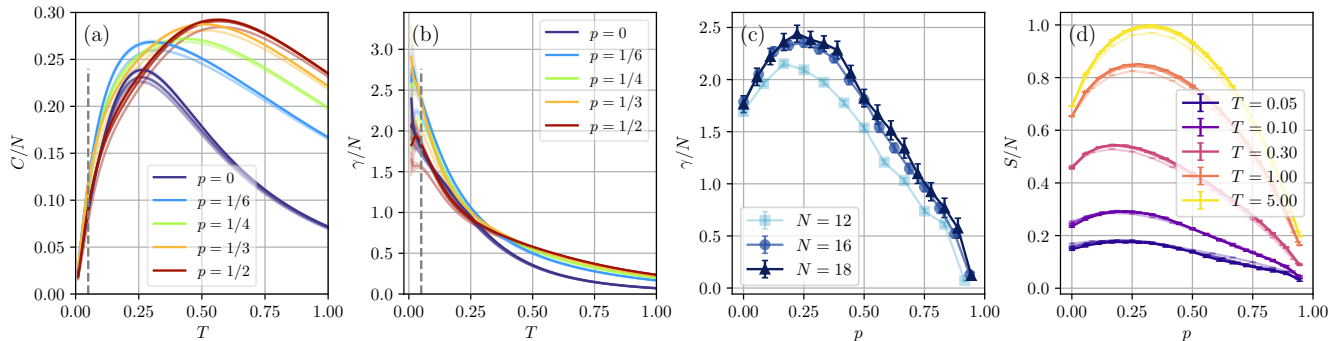 (a)
C/N
0.30
0.25
0.20
0.15
0.10
0.05
0.00
p = 0
p = 1/6
p = 1/4
p = 1/3
p = 1/2
0.00
0.25
0.50
0.75
1.00
T
(b)
γ/N
3.0
2.5
2.0
1.5
1.0
0.5
0.0
p = 0
p = 1/6
p = 1/4
p = 1/3
p = 1/2
0.00
0.25
0.50
0.75
1.00
T
(c)
γ/N
2.5
2.0
1.5
1.0
0.5
0.0
N = 12
N = 16
N = 18
0.00
0.25
0.50
0.75
1.00
p
(d)
S/N
1.0
0.8
0.6
0.4
0.2
0.0
T = 0.05
T = 0.10
T = 0.30
T = 1.00
T = 5.00
0.00
0.25
0.50
0.75
1.00
p